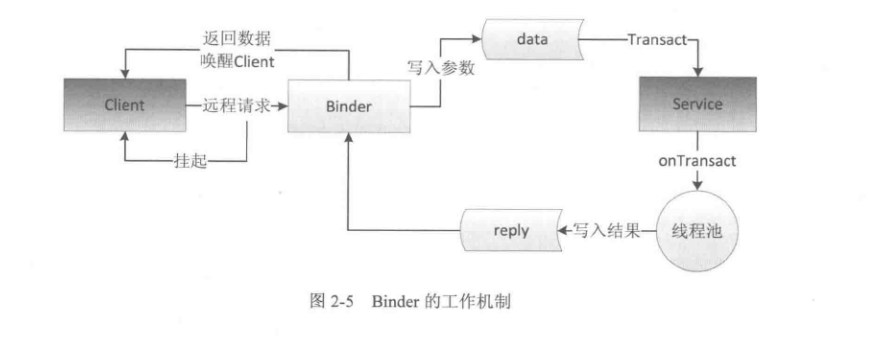 返回数据
唤醒Client
data
Transact
写入参数
Client
远程请求
Binder
Service
挂起
onTransact
reply
写入结果
线程池
图 2-5 Binder 的工作机制